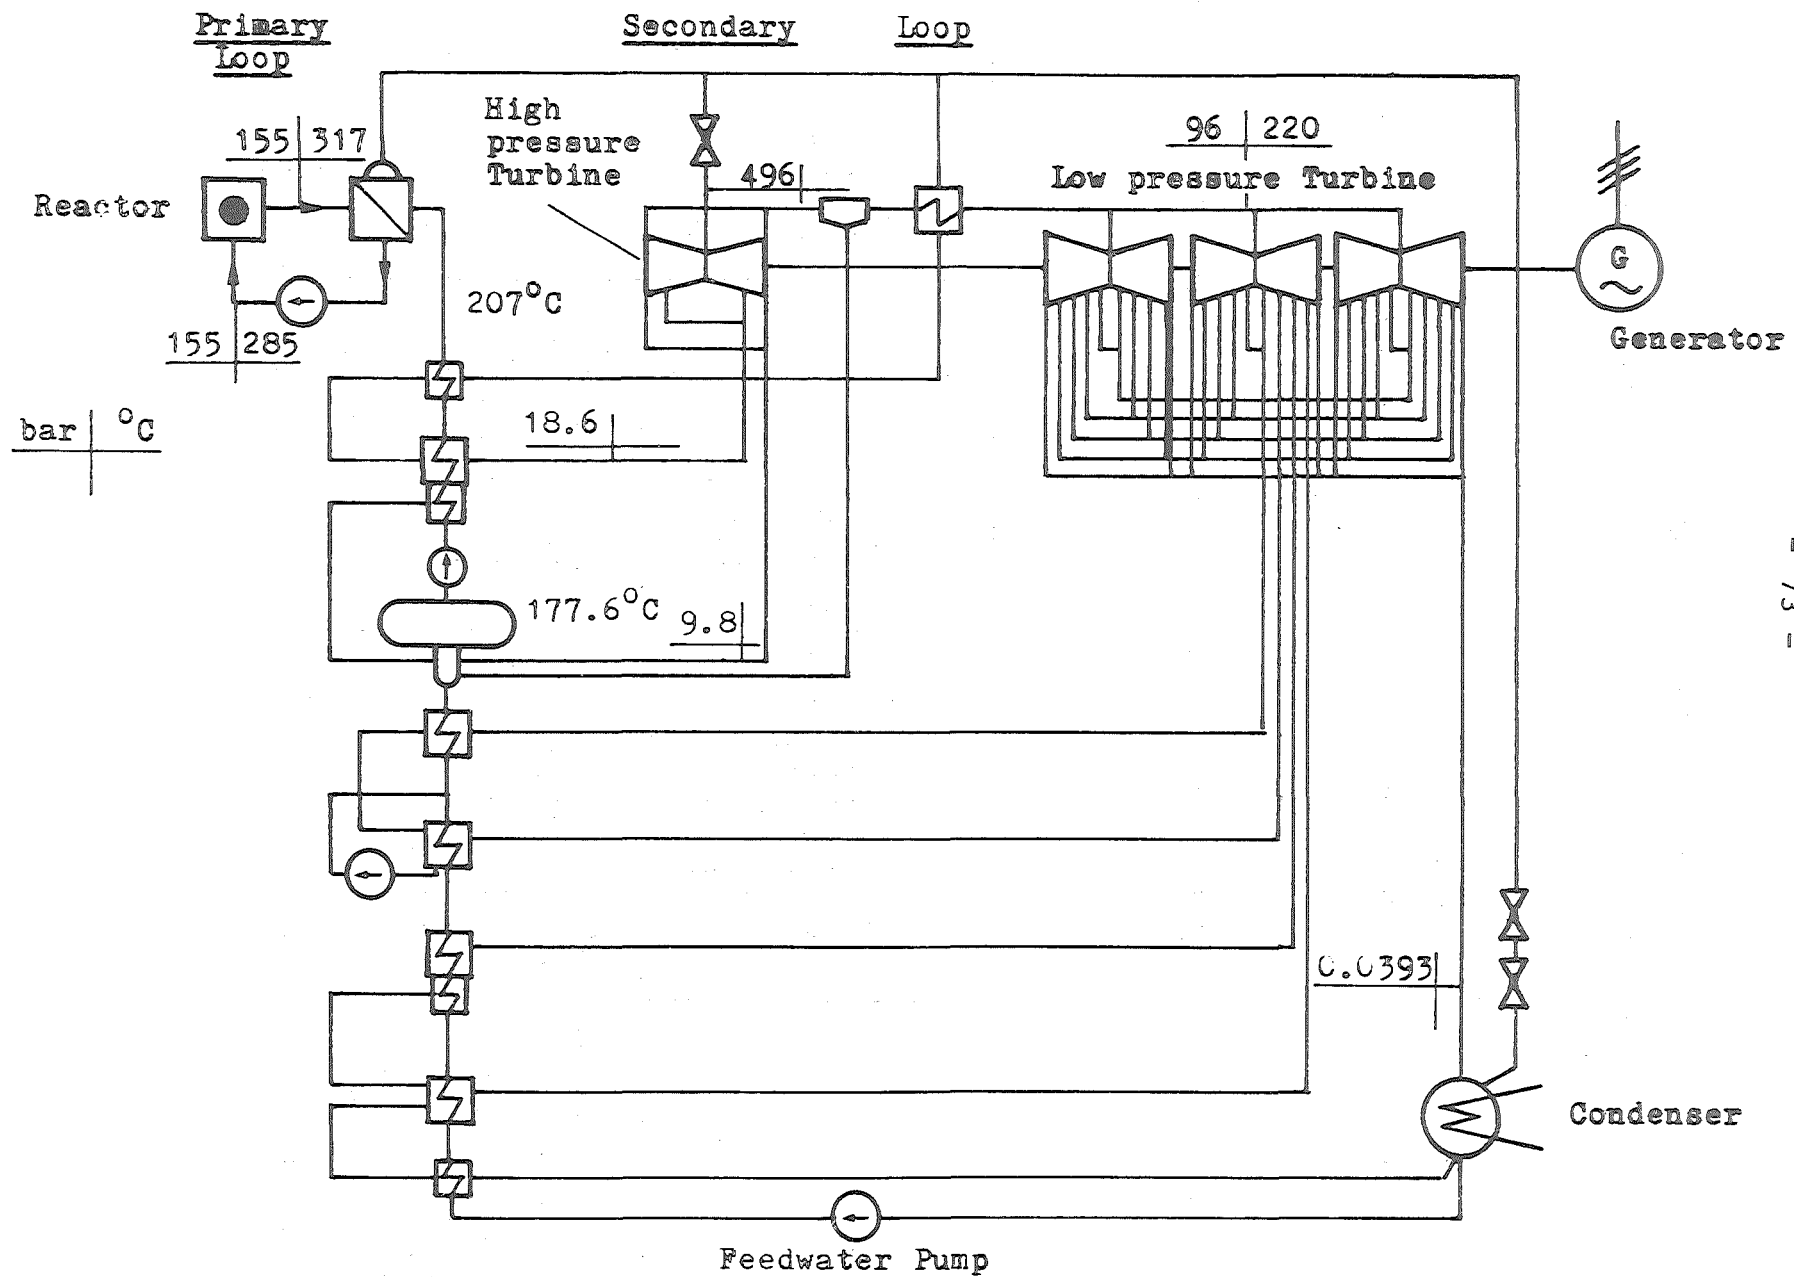 Primary
Loop
Secondary Loop
High
pressure
Turbine
155 317
96 220
496
Low pressure Turbine
Reactor
G
207°C
155 285
Generator
bar °C
18.6
177.6°C
9.8
- 73 -
0.0393
Condenser
Feedwater Pump